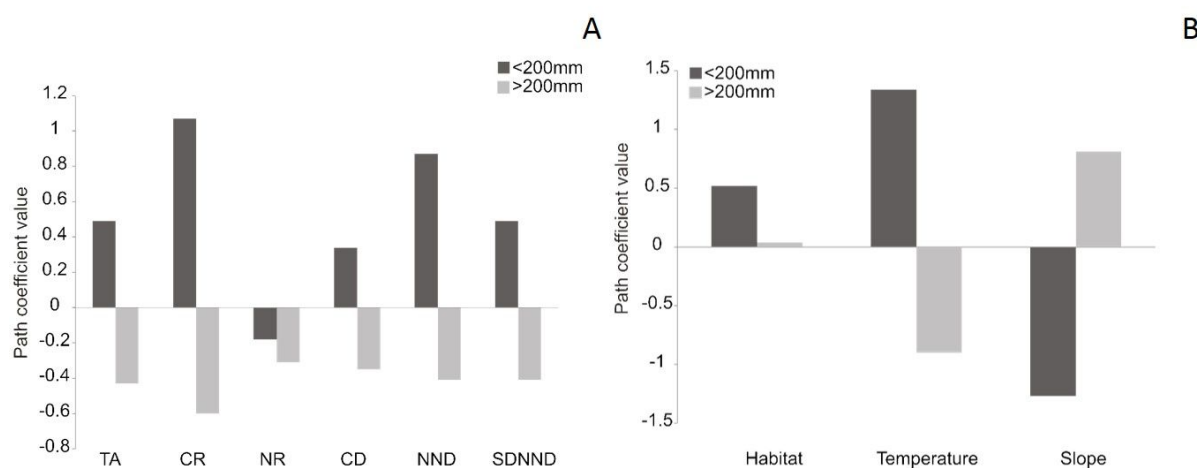 A
<200mm
>200mm
Path coefficient value
1.2
1
0.8
0.6
0.4
0.2
0
-0.2
-0.4
-0.6
-0.8
TA CR NR CD NND SDNND
B
<200mm
>200mm
Path coefficient value
1.5
1
0.5
0
-0.5
-1
-1.5
Habitat Temperature Slope